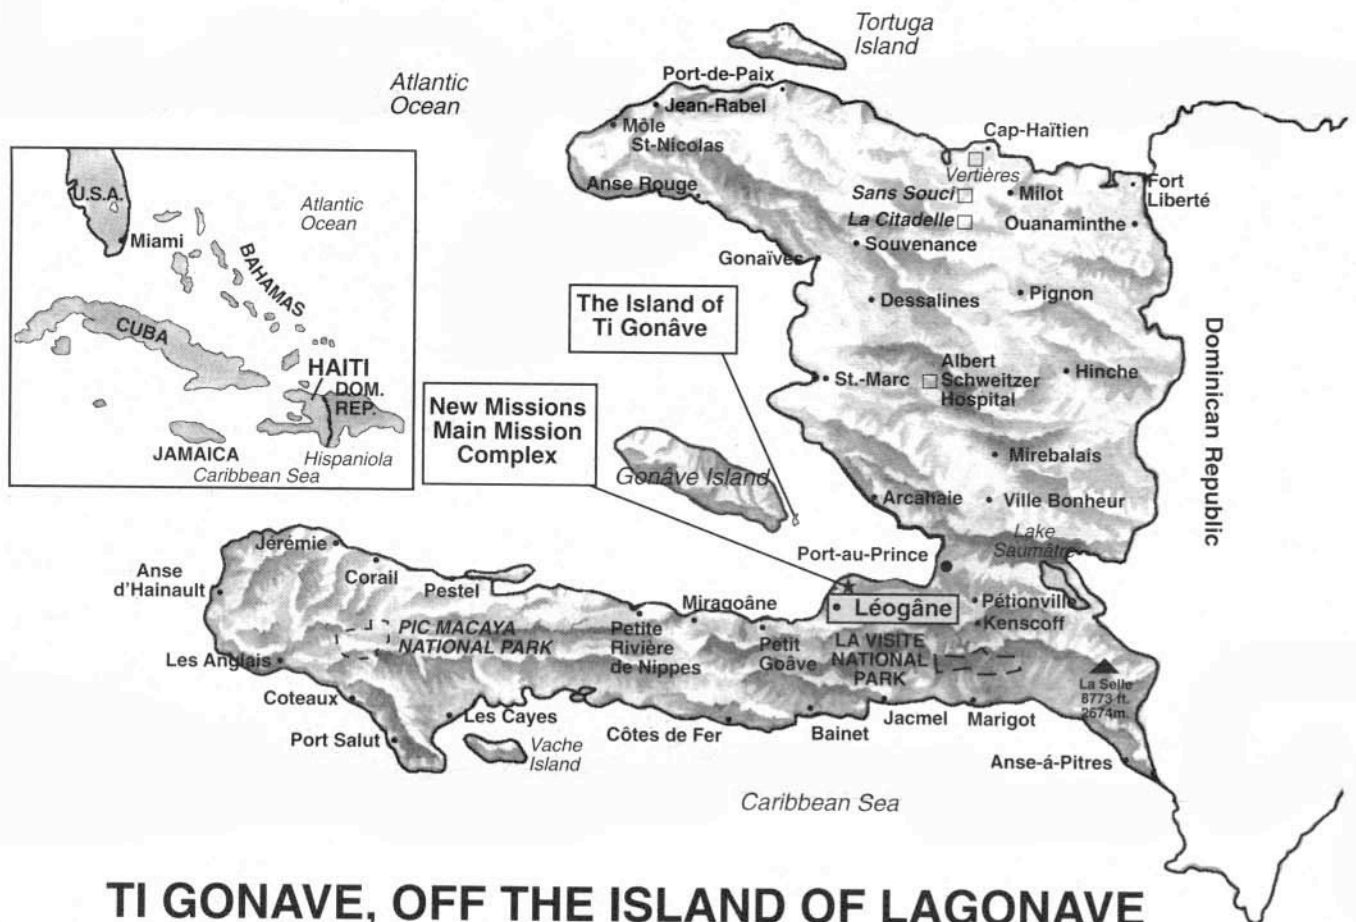 Tortuga
Island
Atlantic
Ocean
Port-de-Paix
Jean-Rabel
Môle
St-Nicolas
Anse Rouge
Cap-Haïtien
Vertières
Sans Souci
Milot
Fort
Liberté
La Citadelle
Ouanaminthe
Souvenance
Gonaïves
Dessalines
Pignon
The Island of
Ti Gonâve
Dominican Republic
St.-Marc
Albert
Schweitzer
Hospital
Hinche
U.S.A.
Atlantic
Ocean
Miami
BAHAMAS
CUBA
HAITI
DOM.
REP.
JAMAICA
Caribbean Sea
Hispaniola
New Missions
Main Mission
Complex
Gonâve Island
Mirebalais
Arcahaie
Ville Bonheur
Lake
Saumâtre
Port-au-Prince
Jérémie
Corail
Anse
d'Hainault
Pestel
Miragoâne
Léogâne
Pétionville
Kenscoff
PIC MACAYA
NATIONAL PARK
Petite
Rivière
de Nippes
Petit
Goâve
LA VISITE
NATIONAL
PARK
Les Anglais
La Selle
8773 ft.
2674m.
Coteaux
Les Cayes
Port Salut
Vache
Island
Côtes de Fer
Bainet
Jacmel
Marigot
Anse-á-Pitres
Caribbean Sea
TI GONAVE, OFF THE ISLAND OF LAGONAVE